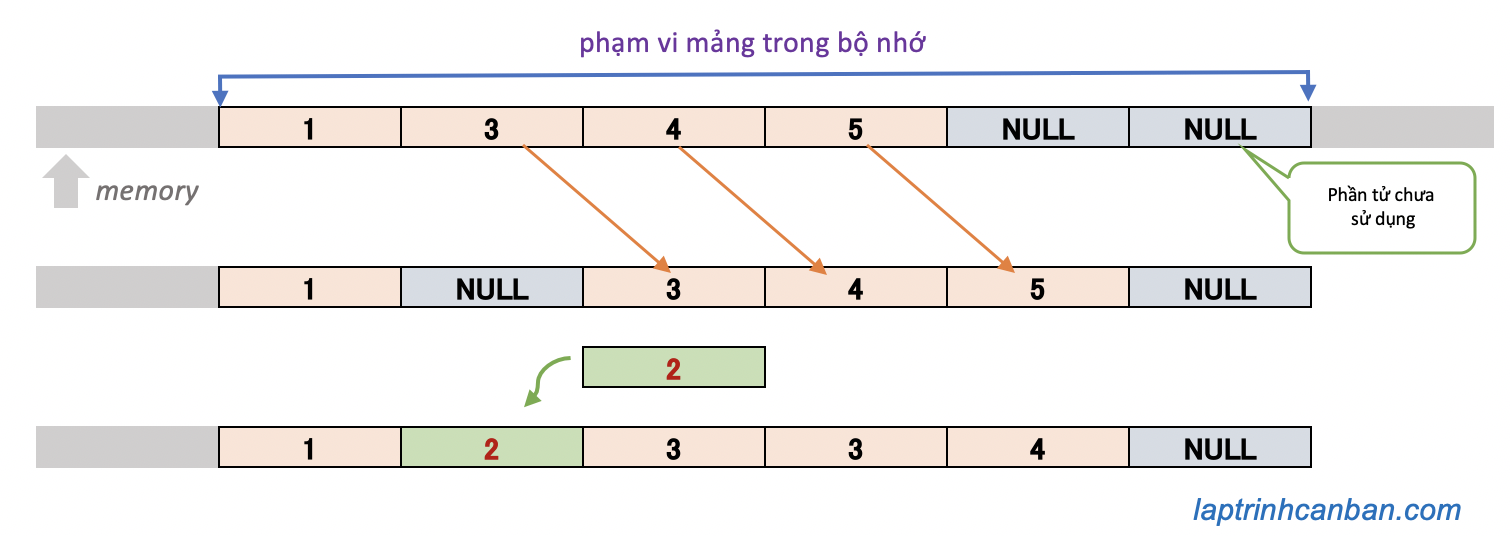 phạm vi mảng trong bộ nhớ
1 3 4 5 NULL NULL
memory
Phần tử chưa
sử dụng
1 NULL 3 4 5 NULL
2
1 2 3 3 4 NULL
laptrinhcanban.com